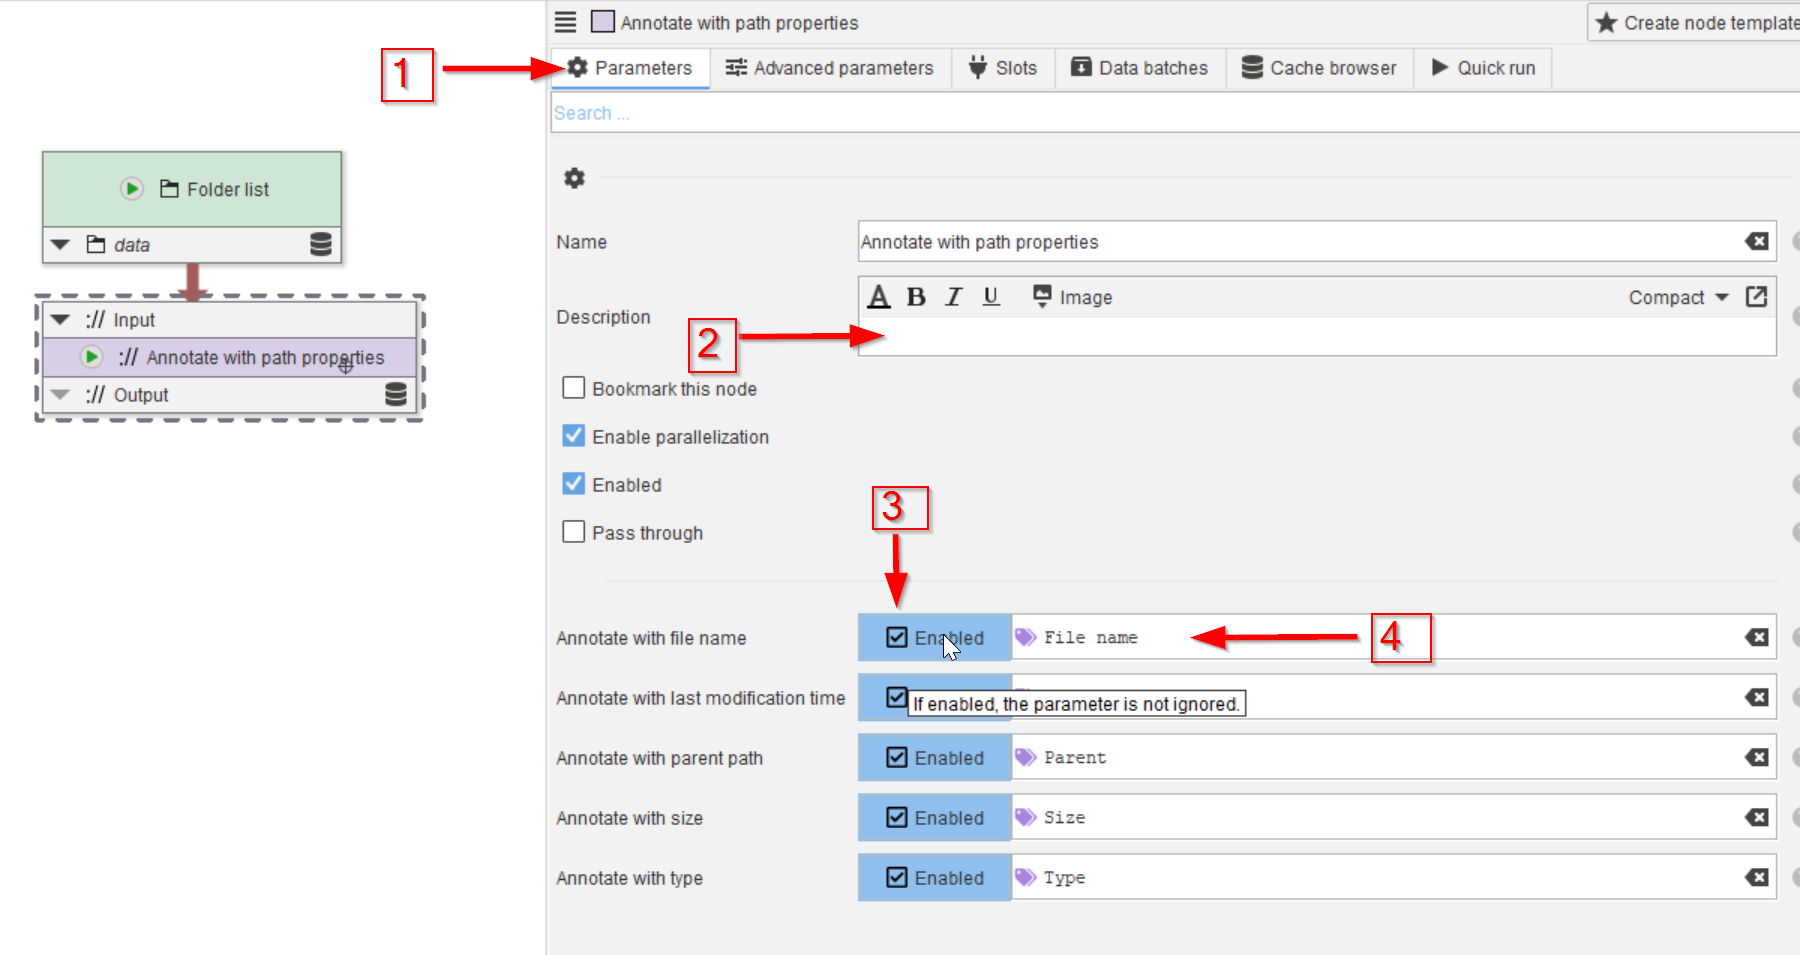 Annotate with path properties
Create node template
1
Parameters
Advanced parameters
Slots
Data batches
Cache browser
Quick run
Search ...
Folder list
data
:// Input
:// Annotate with path properties
:// Output
Name
Annotate with path properties
Description
A B I U Image
Compact
2
Bookmark this node
Enable parallelization
Enabled
Pass through
3
Annotate with file name
Enabled
File name
4
Annotate with last modification time
If enabled, the parameter is not ignored.
Annotate with parent path
Enabled
Parent
Annotate with size
Enabled
Size
Annotate with type
Enabled
Type